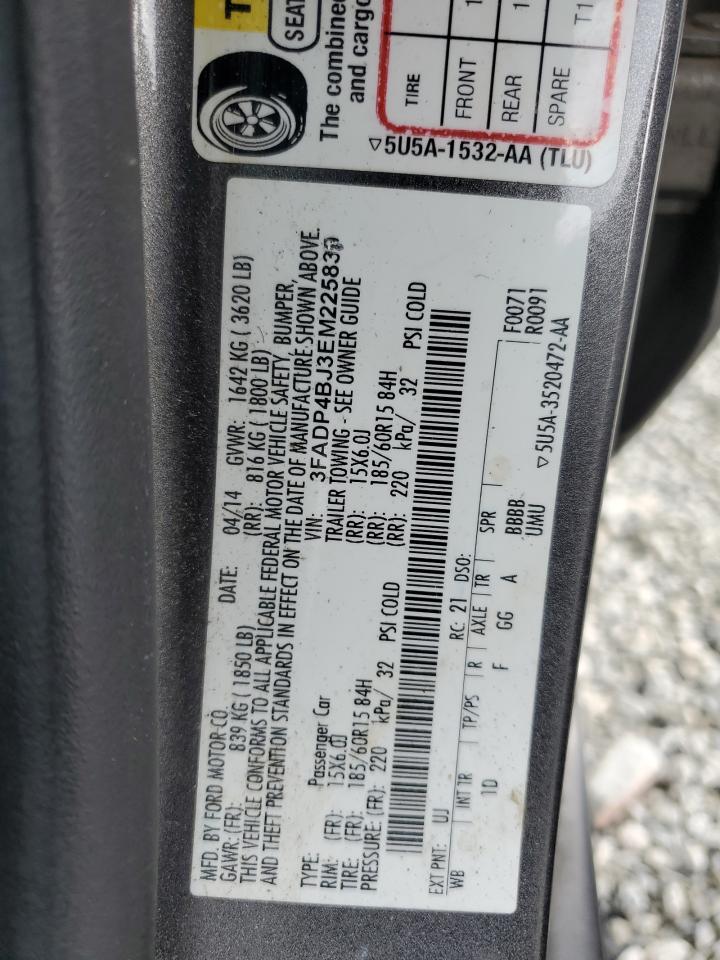 T
SEAT
The combined
and cargo
TIRE
FRONT 1
REAR 1
SPARE T1
▽5U5A-1532-AA (TLU)
MFD. BY FORD MOTOR CO.
DATE: 04/14 GVWR: 1642 KG ( 3620 LB)
GAWR: (FR): 839 KG ( 1850 LB) (RR): 816 KG ( 1800 LB)
THIS VEHICLE CONFORMS TO ALL APPLICABLE FEDERAL MOTOR VEHICLE SAFETY, BUMPER,
AND THEFT PREVENTION STANDARDS IN EFFECT ON THE DATE OF MANUFACTURE SHOWN ABOVE.
VIN: 3FADP4BJ3EM225830
TYPE: Passenger Car TRAILER TOWING - SEE OWNER GUIDE
RIM: (FR): 15X6.0J (RR): 15X6.0J
TIRE: (FR): 185/60R15 84H (RR): 185/60R15 84H
PRESSURE: (FR): 220 kPa/ 32 PSI COLD (RR): 220 kPa/ 32 PSI COLD
EXT PNT: UJ RC: 21 DSO:
WB INT TR TP/PS R AXLE TR SPR F0071
1D F GG A BBBB R0091
UMU
▽5U5A-3520472-AA